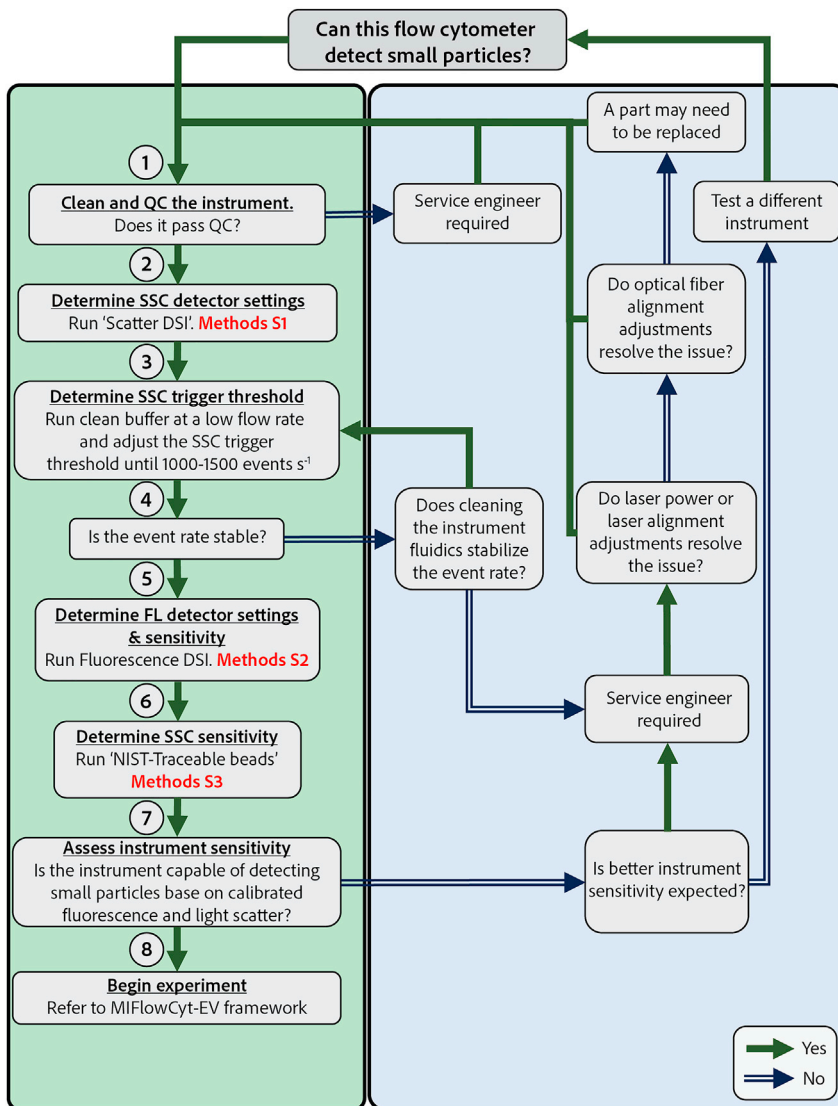 Can this flow cytometer
detect small particles?
1
Clean and QC the instrument.
Does it pass QC?
2
Determine SSC detector settings
Run ‘Scatter DSI’. Methods S1
3
Determine SSC trigger threshold
Run clean buffer at a low flow rate
and adjust the SSC trigger
threshold until 1000-1500 events s⁻¹
4
Is the event rate stable?
5
Determine FL detector settings
& sensitivity
Run Fluorescence DSI. Methods S2
6
Determine SSC sensitivity
Run ‘NIST-Traceable beads’
Methods S3
7
Assess instrument sensitivity
Is the instrument capable of detecting
small particles base on calibrated
fluorescence and light scatter?
8
Begin experiment
Refer to MIFlowCyt-EV framework
Service engineer
required
A part may need
to be replaced
Test a different
instrument
Do optical fiber
alignment
adjustments
resolve the issue?
Does cleaning
the instrument
fluidics stabilize
the event rate?
Do laser power or
laser alignment
adjustments resolve
the issue?
Service engineer
required
Is better instrument
sensitivity expected?
Yes
No